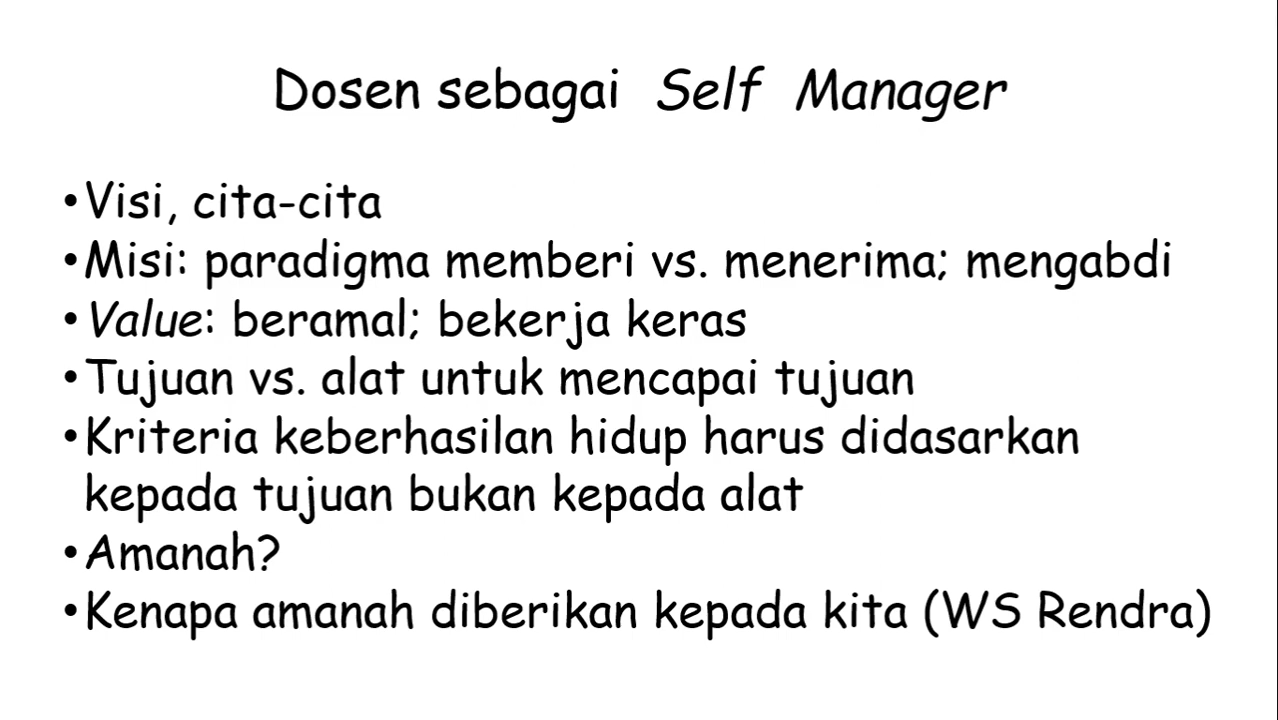 Dosen sebagai Self Manager
•Visi, cita-cita
•Misi: paradigma memberi vs. menerima; mengabdi
•Value: beramal; bekerja keras
•Tujuan vs. alat untuk mencapai tujuan
•Kriteria keberhasilan hidup harus didasarkan
kepada tujuan bukan kepada alat
•Amanah?
•Kenapa amanah diberikan kepada kita (WS Rendra)